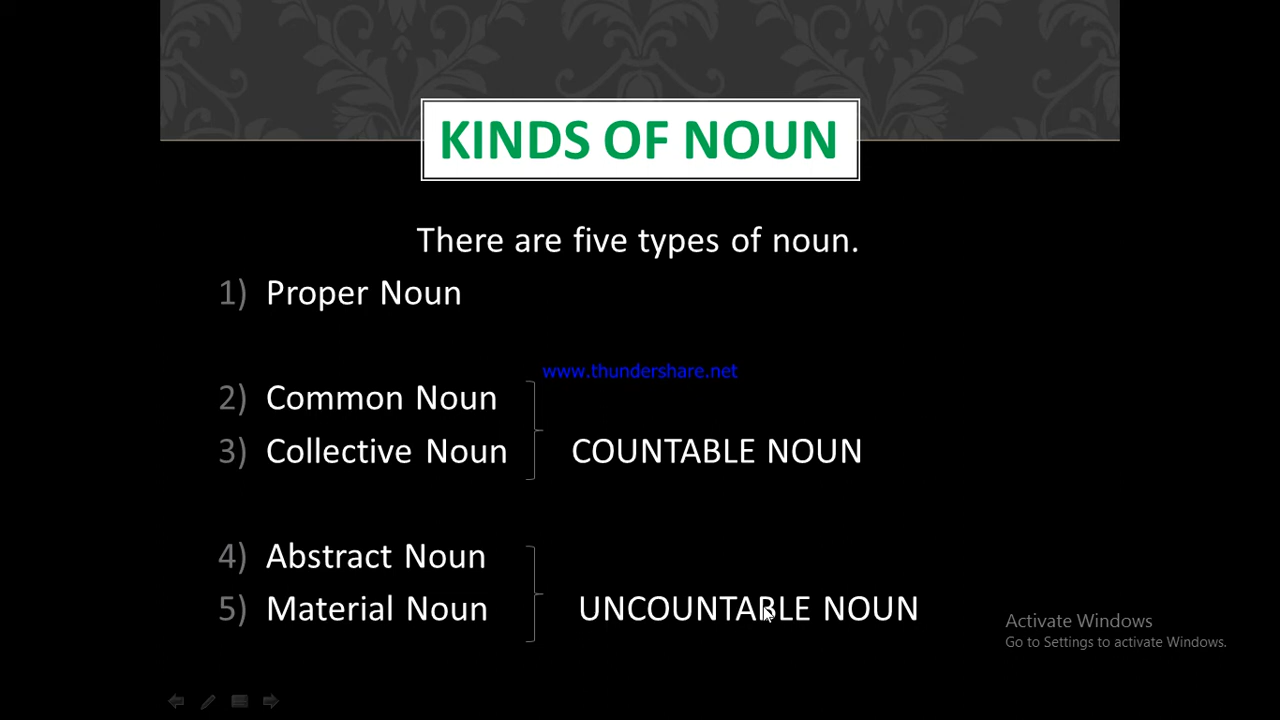 KINDS OF NOUN
There are five types of noun.
1) Proper Noun
www.thundershare.net
2) Common Noun
3) Collective Noun COUNTABLE NOUN
4) Abstract Noun
5) Material Noun UNCOUNTABLE NOUN
Activate Windows
Go to Settings to activate Windows.